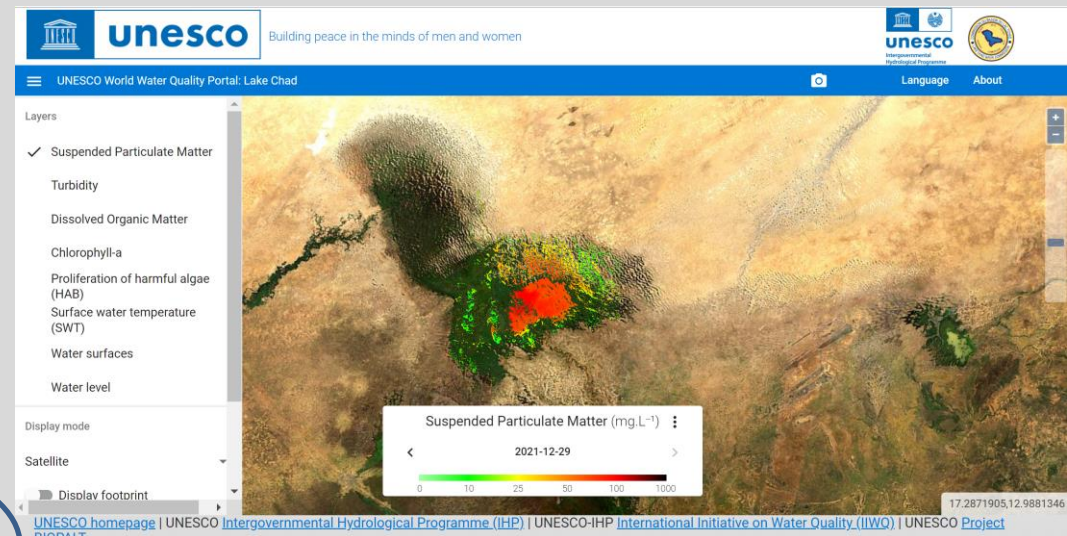 unesco
Building peace in the minds of men and women
unesco
Intergovernmental
Hydrological Programme
UNESCO World Water Quality Portal: Lake Chad
Language
About
Layers
Suspended Particulate Matter
Turbidity
Dissolved Organic Matter
Chlorophyll-a
Proliferation of harmful algae
(HAB)
Surface water temperature
(SWT)
Water surfaces
Water level
Display mode
Satellite
Display footprint
+
−
Suspended Particulate Matter (mg.L⁻¹)
< 2021-12-29 >
0 10 25 50 100 1000
17.2871905,12.9881346
UNESCO homepage | UNESCO Intergovernmental Hydrological Programme (IHP) | UNESCO-IHP International Initiative on Water Quality (IIWQ) | UNESCO Project